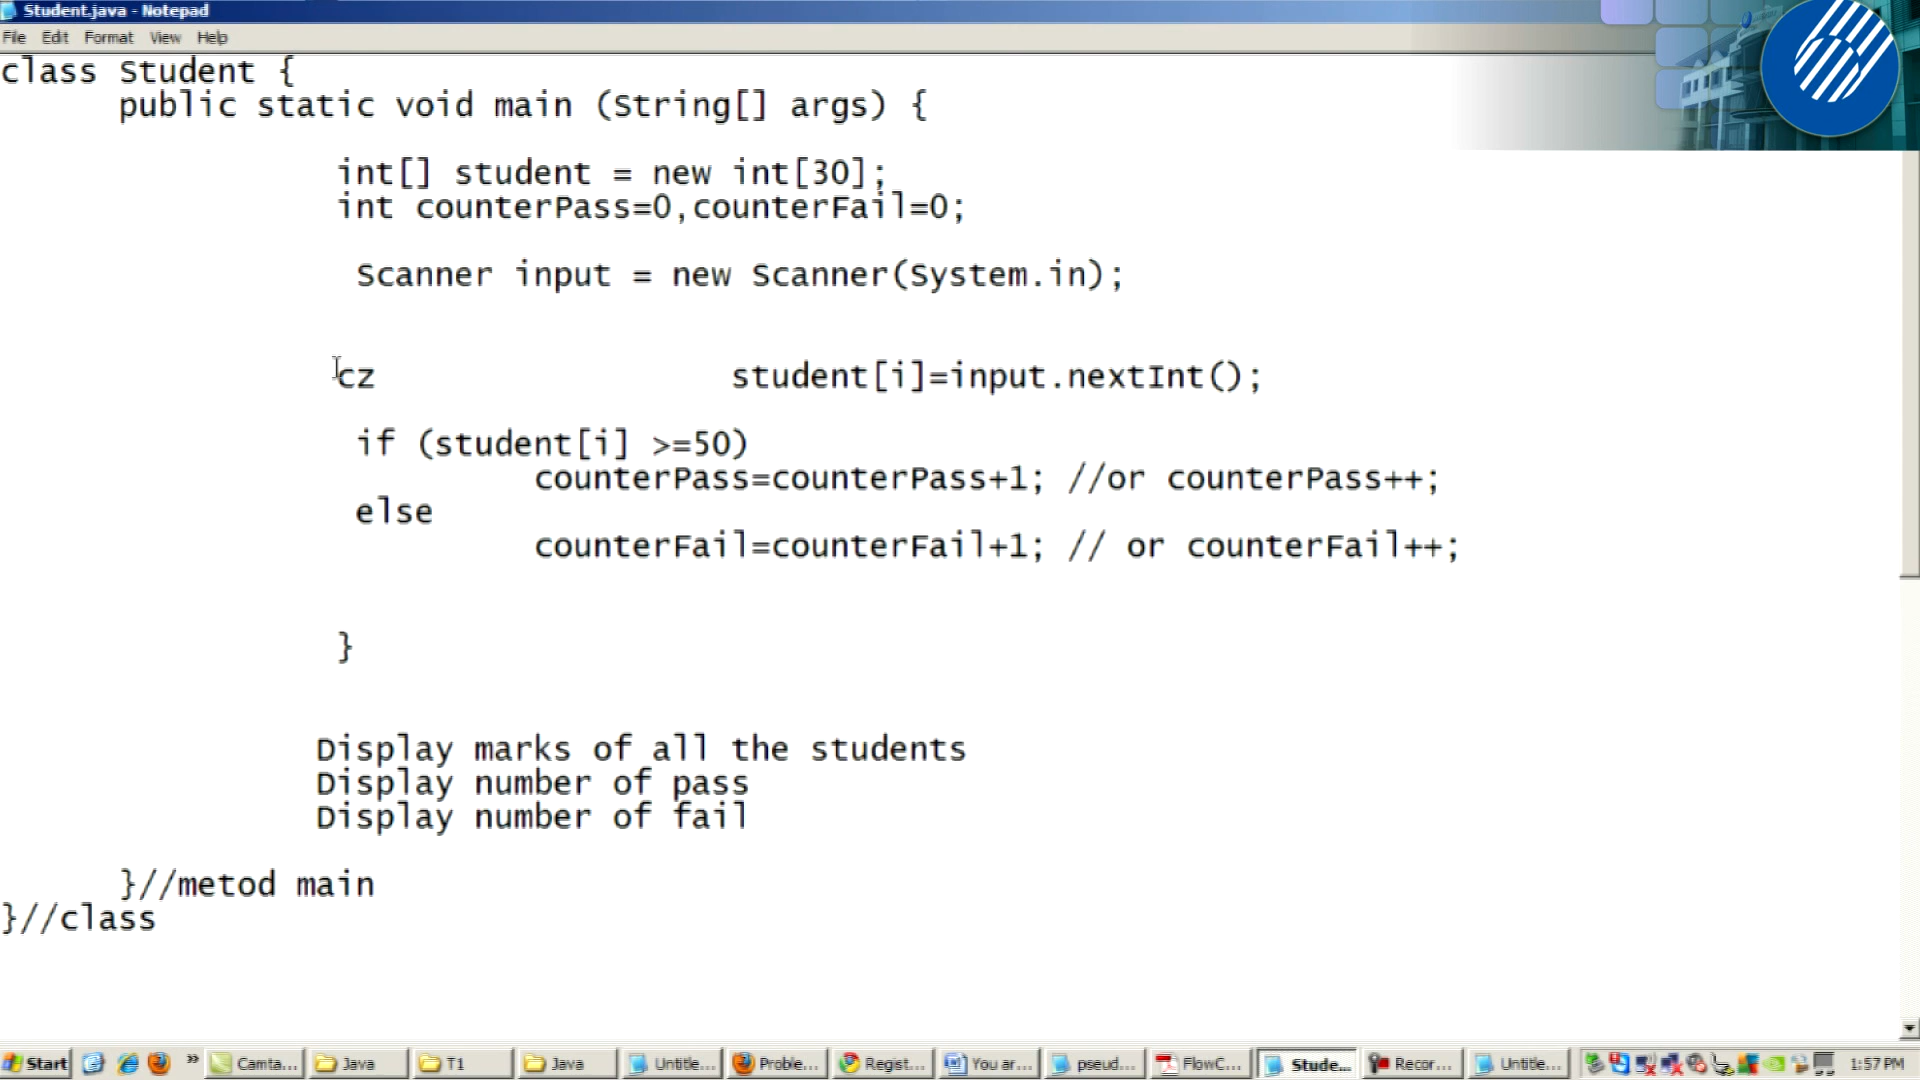 Student.java - Notepad
File Edit Format View Help
class Student {
public static void main (String[] args) {
int[] student = new int[30];
int counterPass=0,counterFail=0;
Scanner input = new Scanner(System.in);
cz student[i]=input.nextInt();
if (student[i] >=50)
counterPass=counterPass+1; //or counterPass++;
else
counterFail=counterFail+1; // or counterFail++;
}
Display marks of all the students
Display number of pass
Display number of fail
}//metod main
}//class
Start » Camta... Java T1 Java Untitle... Proble... Regist... You ar... pseud... FlowC... Stude... Recor... Untitle... 1:57 PM